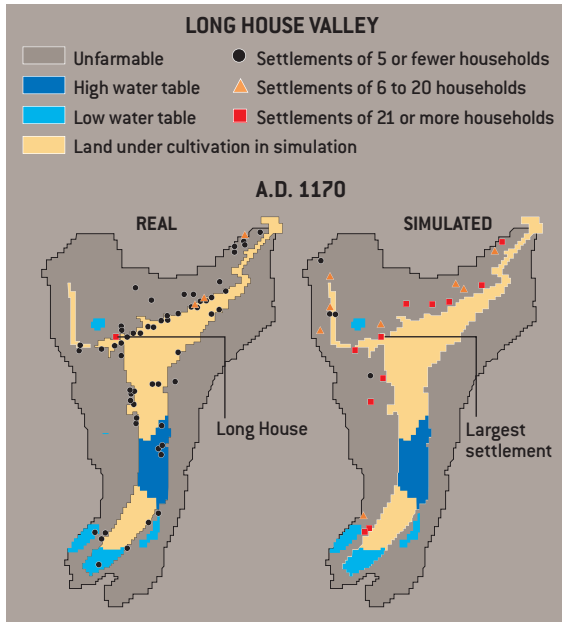 LONG HOUSE VALLEY
Unfarmable
High water table
Low water table
Land under cultivation in simulation
Settlements of 5 or fewer households
Settlements of 6 to 20 households
Settlements of 21 or more households
A.D. 1170
REAL
SIMULATED
Long House
Largest
settlement